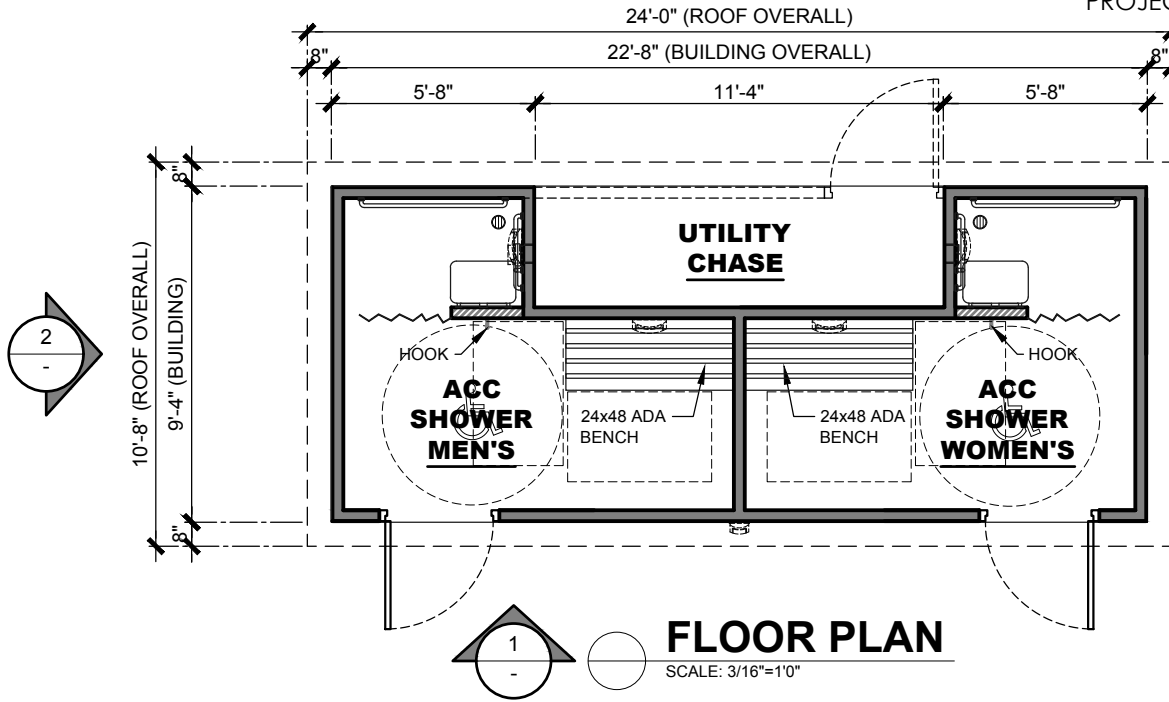 PROJEC
24'-0" (ROOF OVERALL)
8"
22'-8" (BUILDING OVERALL)
8"
5'-8"
11'-4"
5'-8"
8"
10'-8" (ROOF OVERALL)
9'-4" (BUILDING)
8"
UTILITY
CHASE
2
-
HOOK
HOOK
ACC
SHOWER
MEN'S
24x48 ADA
BENCH
24x48 ADA
BENCH
ACC
SHOWER
WOMEN'S
1
-
FLOOR PLAN
SCALE: 3/16"=1'0"